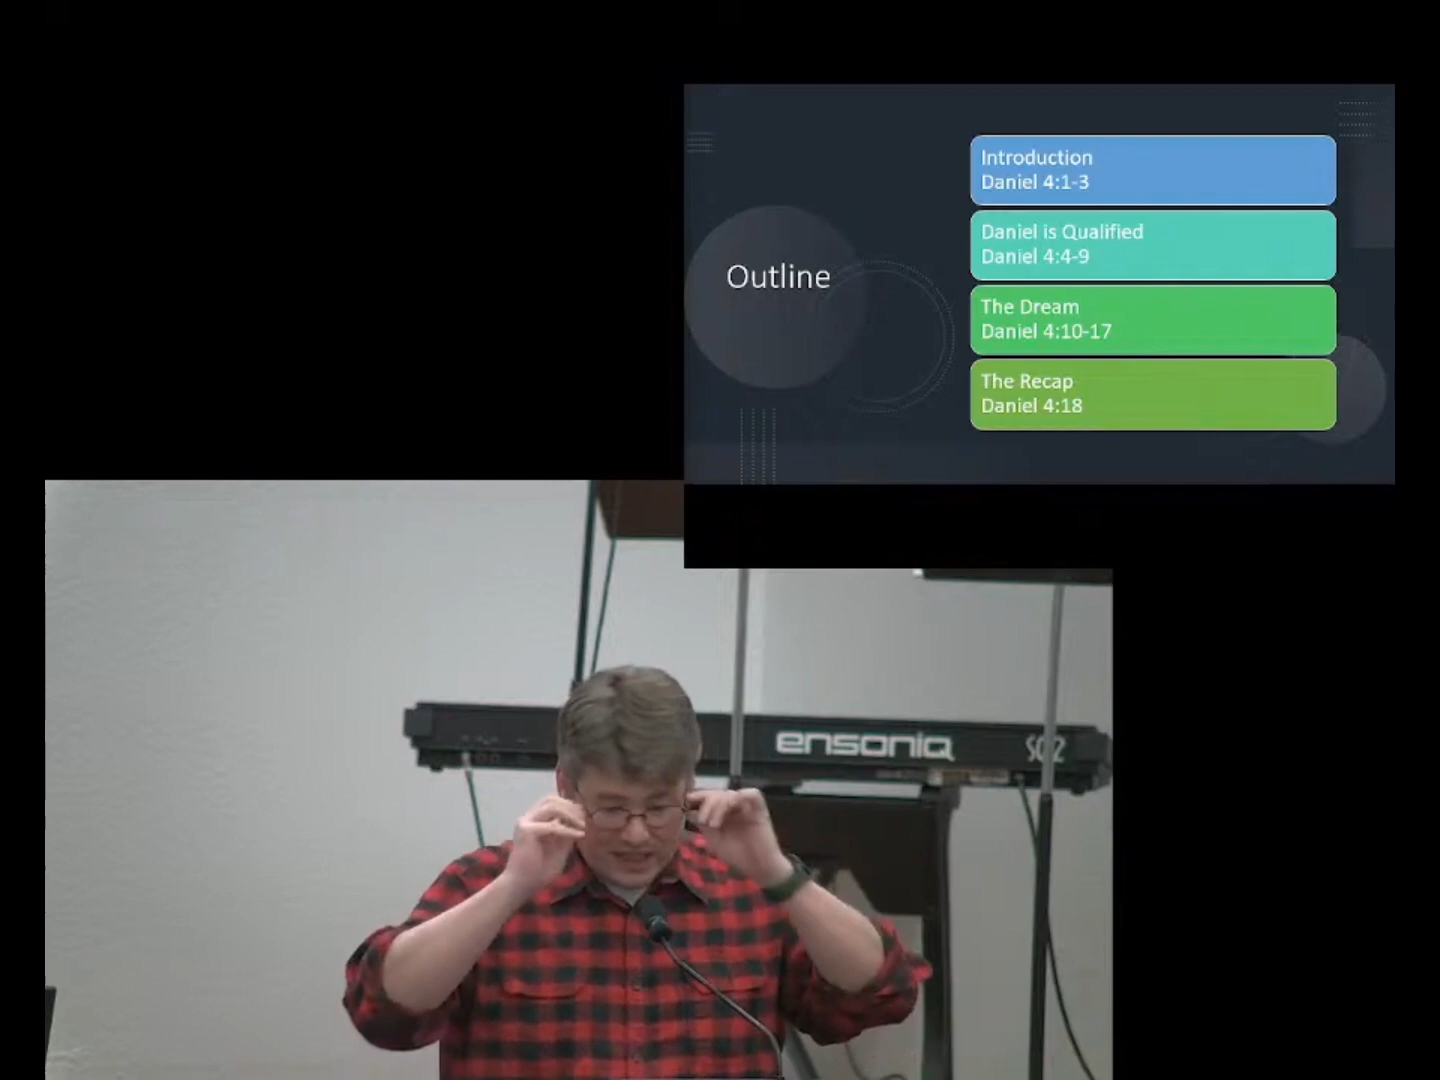 Outline
Introduction
Daniel 4:1-3
Daniel is Qualified
Daniel 4:4-9
The Dream
Daniel 4:10-17
The Recap
Daniel 4:18
ensoniq